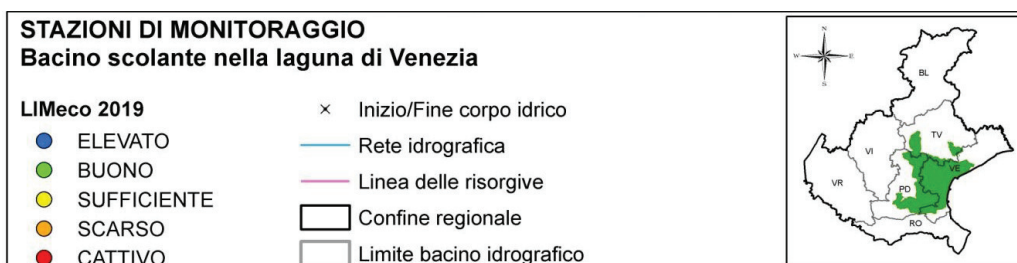 STAZIONI DI MONITORAGGIO
Bacino scolante nella laguna di Venezia
LIMeco 2019
ELEVATO
BUONO
SUFFICIENTE
SCARSO
CATTIVO
Inizio/Fine corpo idrico
Rete idrografica
Linea delle risorgive
Confine regionale
Limite bacino idrografico
N
W
E
S
BL
TV
VI
VE
VR
PD
RO